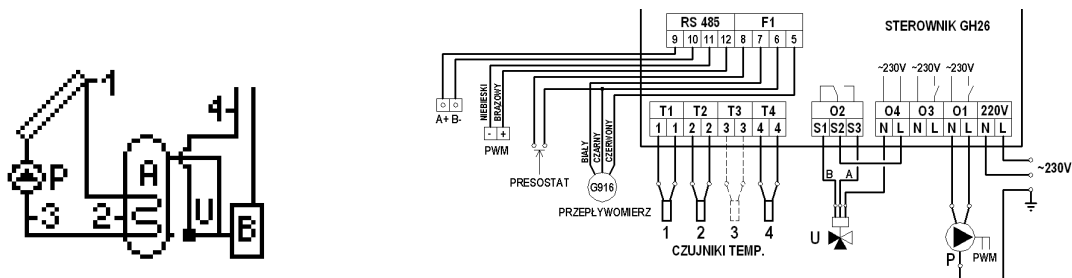 1
4
A
P
3
2
U
B
RS 485 F1
9 10 11 12 8 7 6 5
STEROWNIK GH26
~230V ~230V ~230V
A+ B-
NIEBIESKI
BRĄZOWY
- +
PWM
PRESOSTAT
BIAŁY
CZARNY
CZERWONY
G916
PRZEPŁYWOMIERZ
T1 T2 T3 T4
1 1 2 2 3 3 4 4
1 2 3 4
CZUJNIKI TEMP.
O2 O4 O3 O1 220V
S1 S2 S3 N L N L N L N L
B A
U
~230V
P
PWM